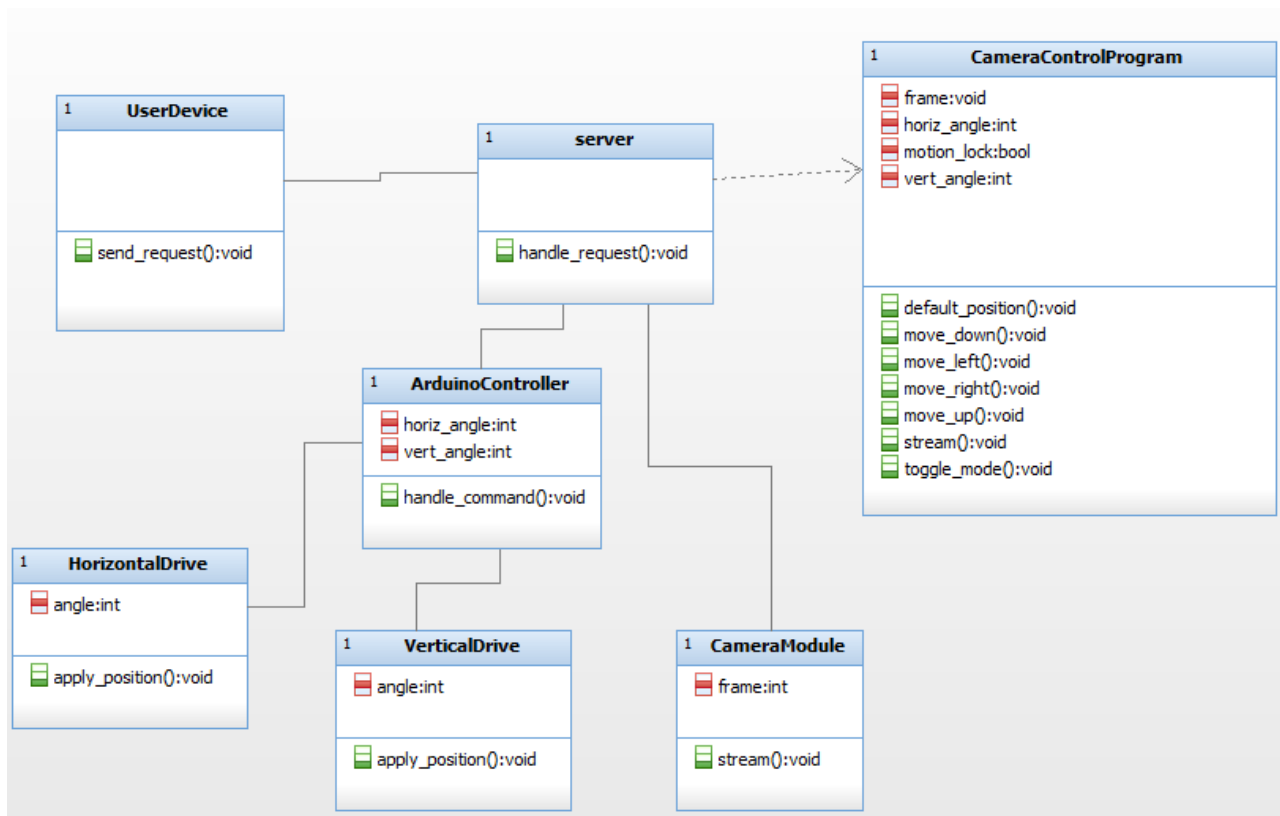 1 UserDevice
send_request():void
1 server
handle_request():void
1 CameraControlProgram
frame:void
horiz_angle:int
motion_lock:bool
vert_angle:int
default_position():void
move_down():void
move_left():void
move_right():void
move_up():void
stream():void
toggle_mode():void
1 ArduinoController
horiz_angle:int
vert_angle:int
handle_command():void
1 HorizontalDrive
angle:int
apply_position():void
1 VerticalDrive
angle:int
apply_position():void
1 CameraModule
frame:int
stream():void